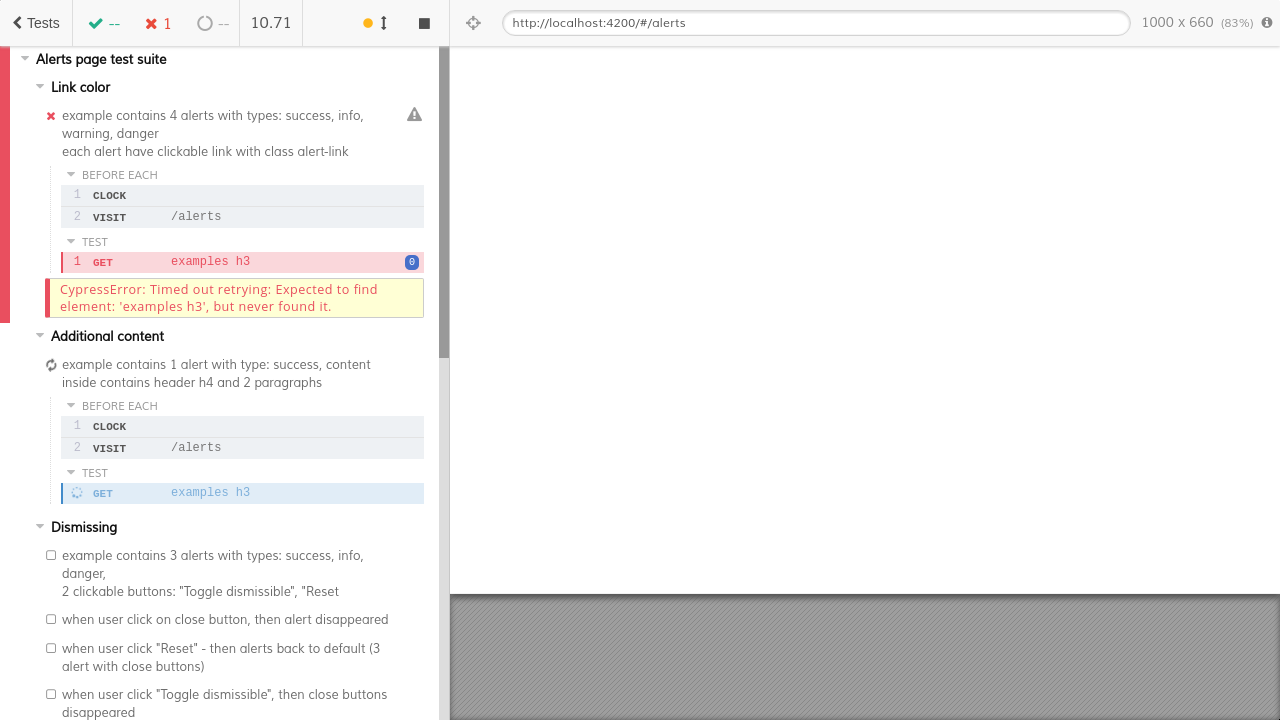 Tests
--
1
--
10.71
http://localhost:4200/#/alerts
1000 x 660 (83%)
Alerts page test suite
Link color
example contains 4 alerts with types: success, info,
warning, danger
each alert have clickable link with class alert-link
BEFORE EACH
1 CLOCK
2 VISIT /alerts
TEST
1 GET examples h3 0
CypressError: Timed out retrying: Expected to find
element: 'examples h3', but never found it.
Additional content
example contains 1 alert with type: success, content
inside contains header h4 and 2 paragraphs
BEFORE EACH
1 CLOCK
2 VISIT /alerts
TEST
GET examples h3
Dismissing
example contains 3 alerts with types: success, info,
danger,
2 clickable buttons: "Toggle dismissible", "Reset
when user click on close button, then alert disappeared
when user click "Reset" - then alerts back to default (3
alert with close buttons)
when user click "Toggle dismissible", then close buttons
disappeared